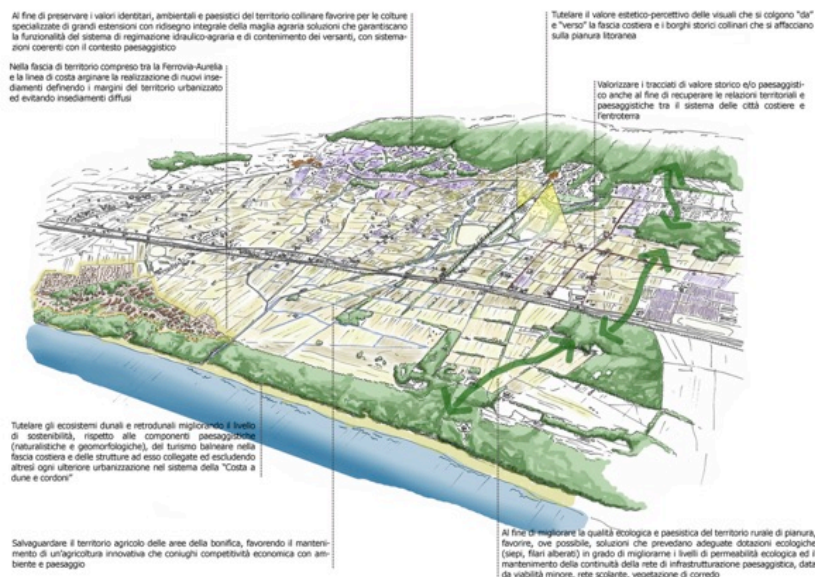 Al fine di preservare i valori identitari, ambientali e paesistici del territorio collinare favorire per le colture
specializzate di grandi estensioni con ridisegno integrale della maglia agraria soluzioni che garantiscano
la funzionalità del sistema di regimazione idraulico-agraria e di contenimento dei versanti, con sistema-
zioni coerenti con il contesto paesaggistico
Tutelare il valore estetico-percettivo delle visuali che si colgono "da"
e "verso" la fascia costiera e i borghi storici collinari che si affacciano
sulla pianura litoranea
Nella fascia di territorio compreso tra la Ferrovia-Aurelia
e la linea di costa arginare la realizzazione di nuovi inse-
diamenti definendo i margini del territorio urbanizzato
ed evitando insediamenti diffusi
Valorizzare i tracciati di valore storico e/o paesaggisti-
co anche al fine di recuperare le relazioni territoriali e
paesaggistiche tra il sistema delle città costiere e
l'entroterra
Tutelare gli ecosistemi dunali e retrodunali migliorando il livello
di sostenibilità, rispetto alle componenti paesaggistiche
(naturalistiche e geomorfologiche), del turismo balneare nella
fascia costiera e delle strutture ad esso collegate ed escludendo
altresì ogni ulteriore urbanizzazione nel sistema della "Costa a
dune e cordoni"
Salvaguardare il territorio agricolo delle aree della bonifica, favorendo il manteni-
mento di un'agricoltura innovativa che coniughi competitività economica con am-
biente e paesaggio
Al fine di migliorare la qualità ecologica e paesistica del territorio rurale di pianura,
favorire, ove possibile, soluzioni che prevedano adeguate dotazioni ecologiche
(siepi, filari alberati) in grado di migliorarne i livelli di permeabilità ecologica ed il
mantenimento della continuità della rete di infrastrutturazione paesaggistica, data
da viabilità minore, rete scolante, vegetazione di corredo